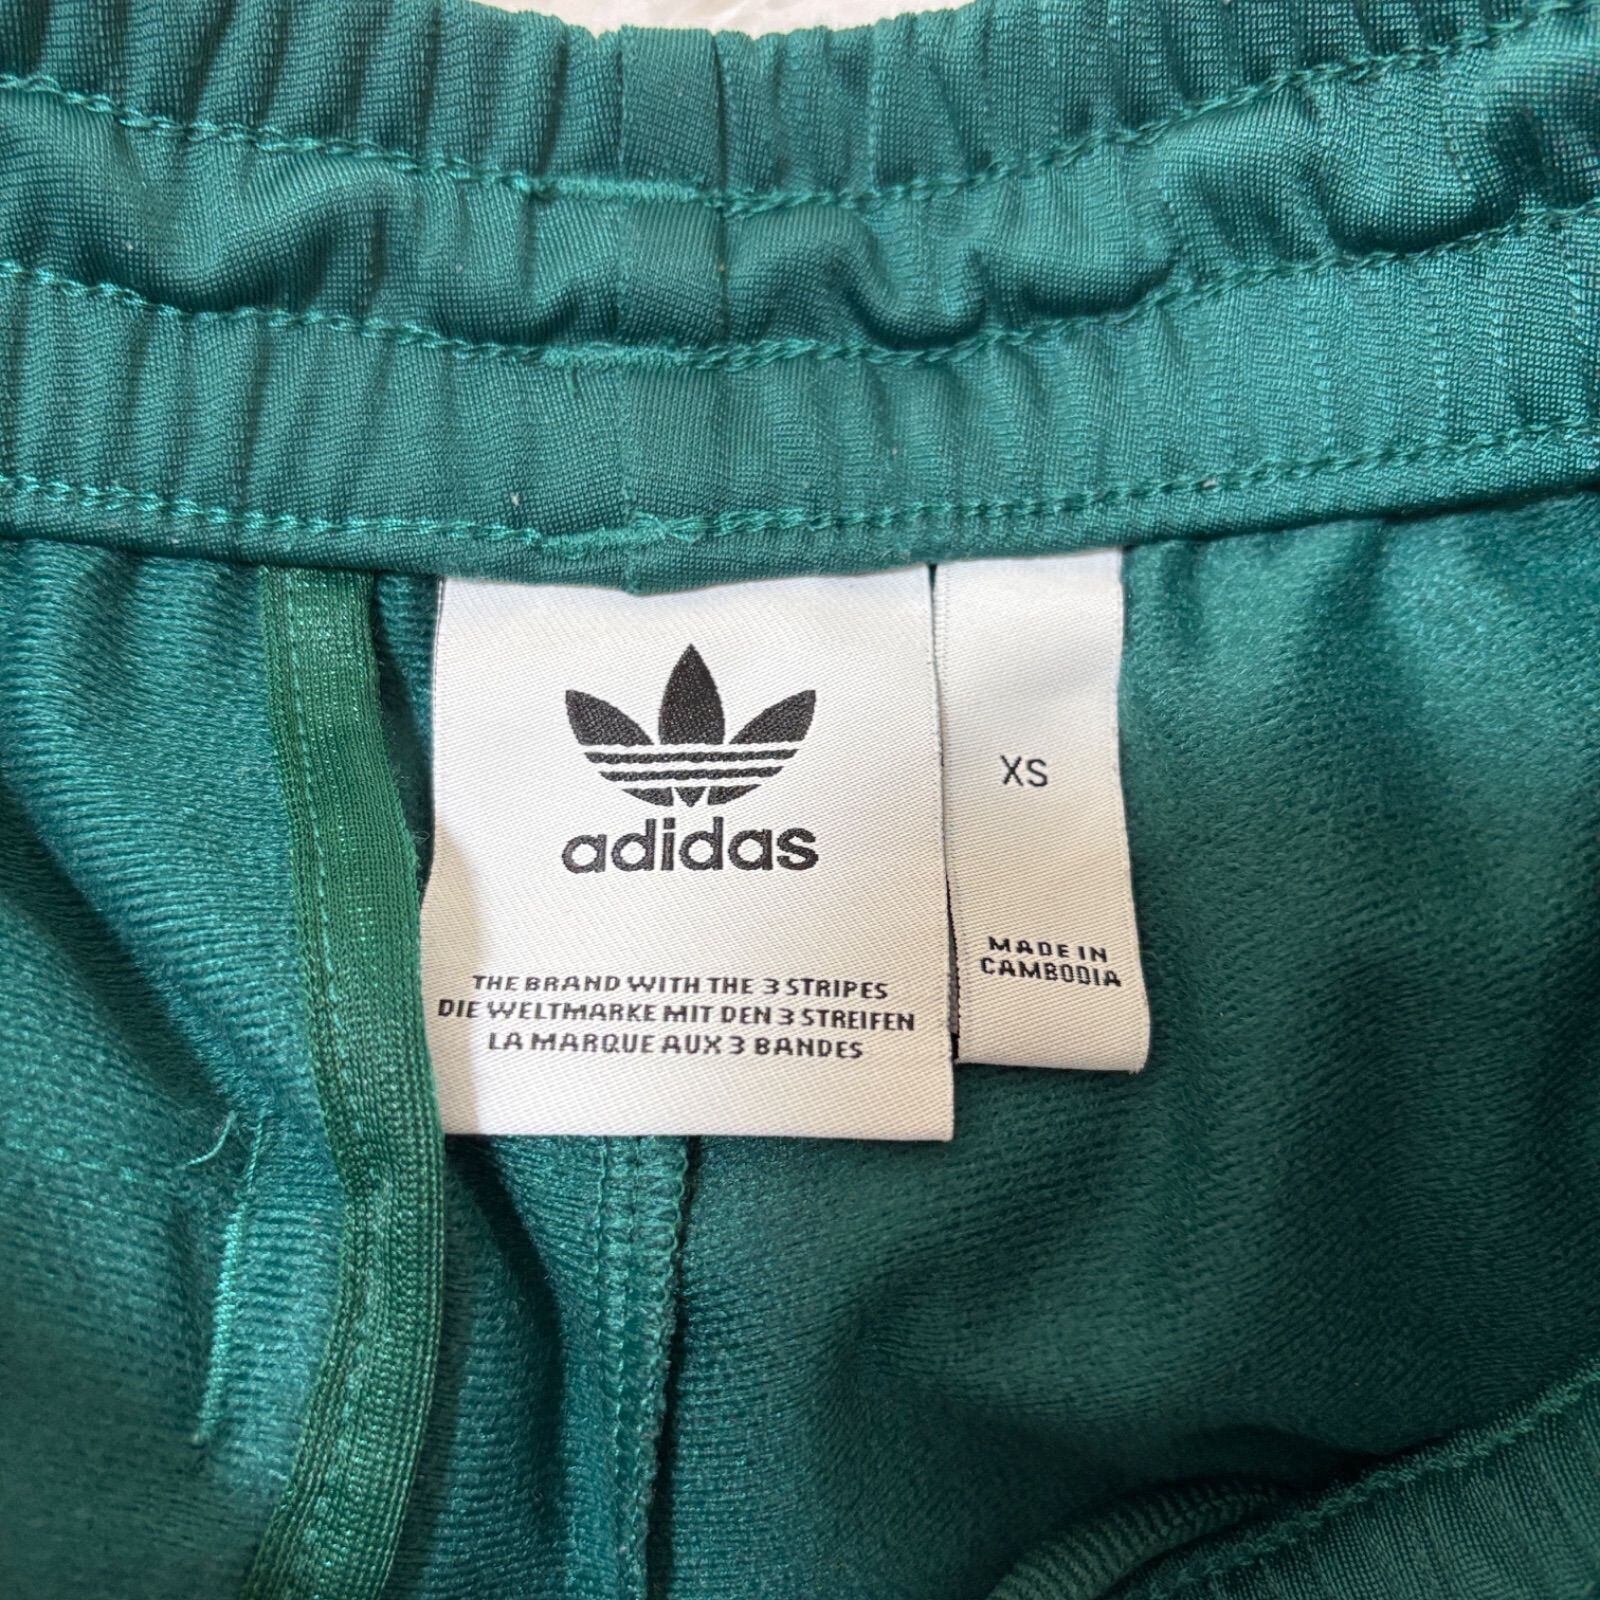 adidas
THE BRAND WITH THE 3 STRIPES
DIE WELTMARKE MIT DEN 3 STREIFEN
LA MARQUE AUX 3 BANDES
XS
MADE IN
CAMBODIA